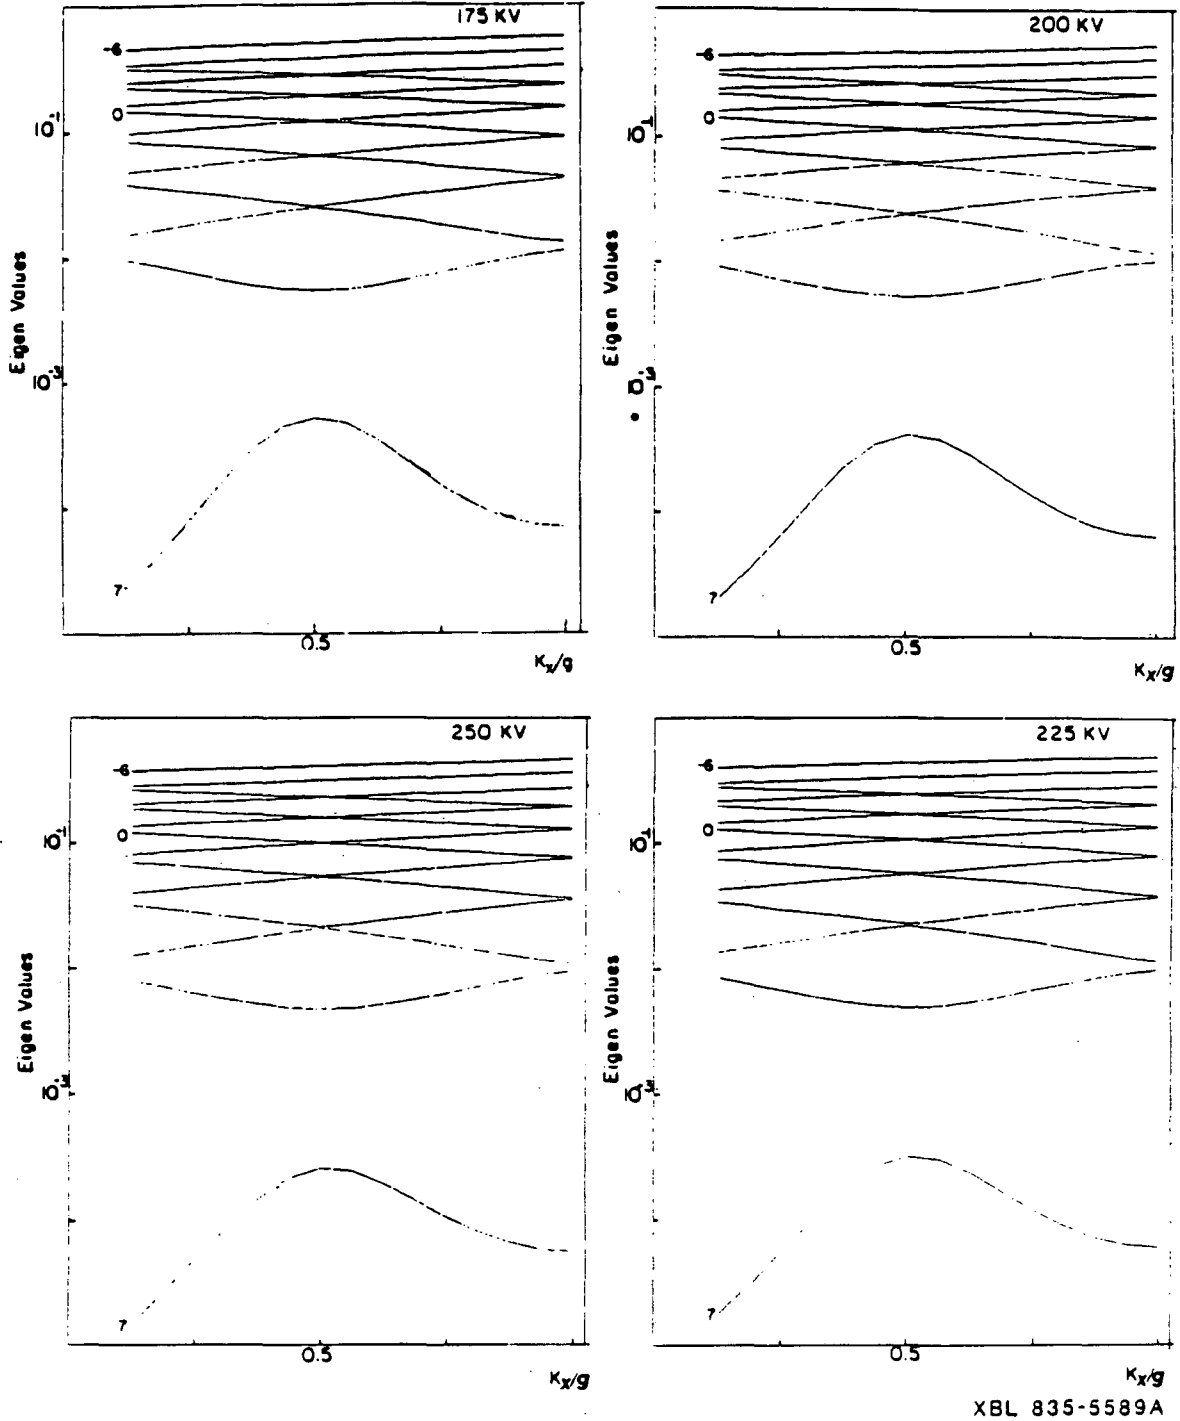 175 KV
-6
0
10⁻¹
Eigen Values
10⁻³
7
0.5
Kx/g
200 KV
-6
0
10⁻¹
Eigen Values
10⁻³
7
0.5
Kx/g
250 KV
-6
0
10⁻¹
Eigen Values
10⁻³
7
0.5
Kx/g
225 KV
-6
0
10⁻¹
Eigen Values
10⁻³
7
0.5
Kx/g
XBL 835-5589A